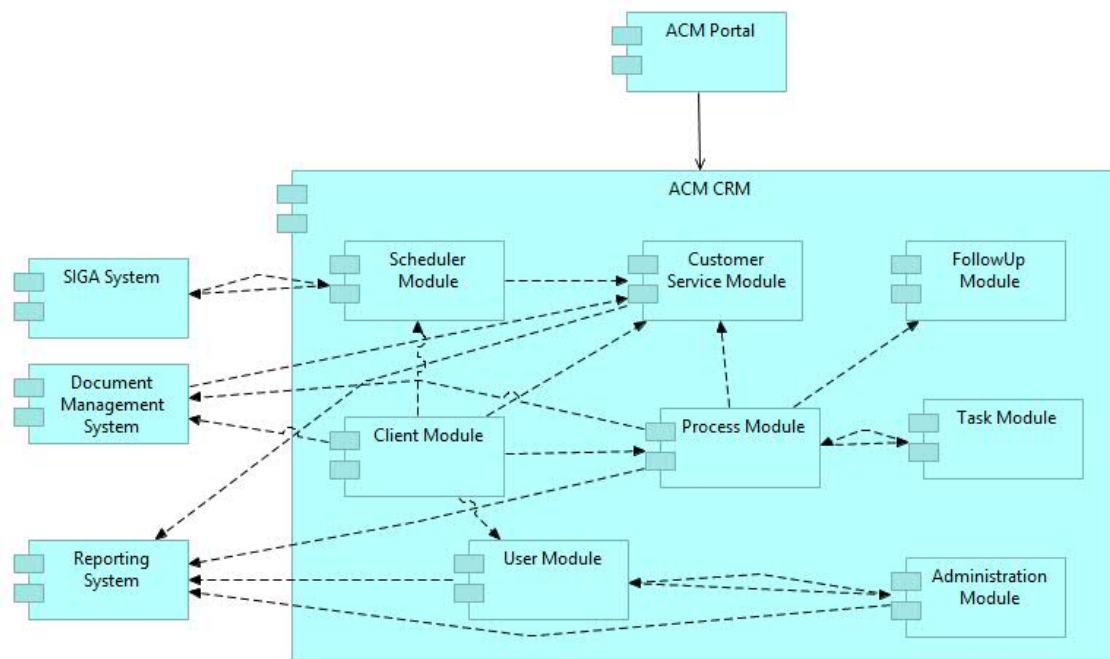 ACM Portal
ACM CRM
Scheduler
Module
Customer
Service Module
FollowUp
Module
SIGA System
Document
Management
System
Client Module
Process Module
Task Module
Reporting
System
User Module
Administration
Module